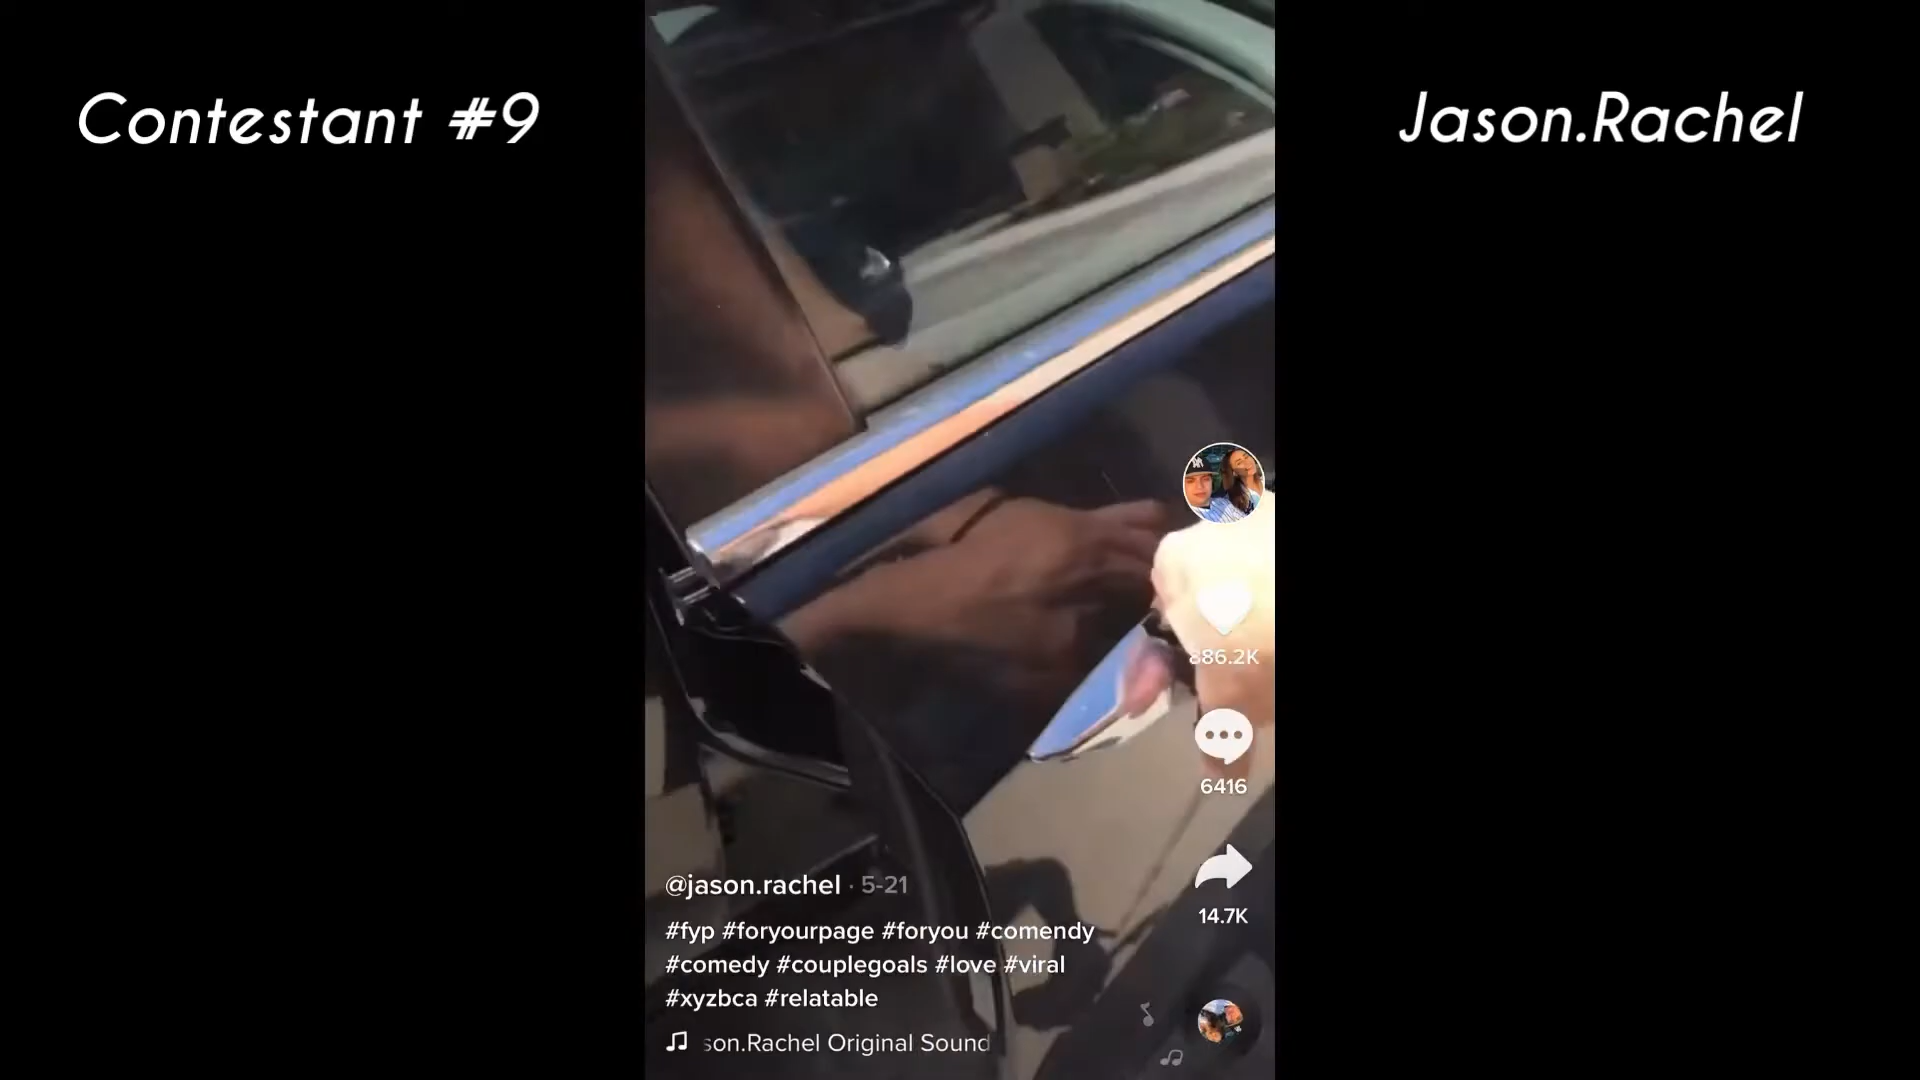 Contestant #9
Jason.Rachel
886.2K
6416
14.7K
@jason.rachel · 5-21
#fyp #foryourpage #foryou #comendy
#comedy #couplegoals #love #viral
#xyzbca #relatable
son.Rachel Original Sound